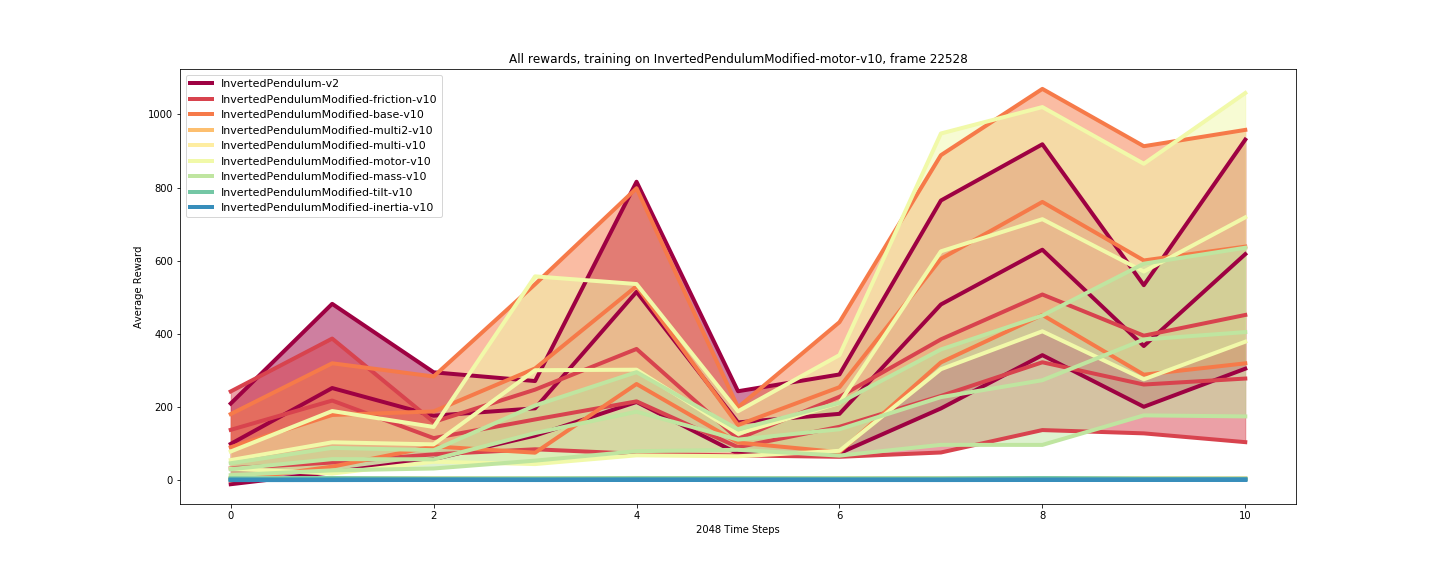 All rewards, training on InvertedPendulumModified-motor-v10, frame 22528
InvertedPendulum-v2
InvertedPendulumModified-friction-v10
InvertedPendulumModified-base-v10
InvertedPendulumModified-multi2-v10
InvertedPendulumModified-multi-v10
InvertedPendulumModified-motor-v10
InvertedPendulumModified-mass-v10
InvertedPendulumModified-tilt-v10
InvertedPendulumModified-inertia-v10
1000
800
600
400
200
0
Average Reward
0 2 4 6 8 10
2048 Time Steps